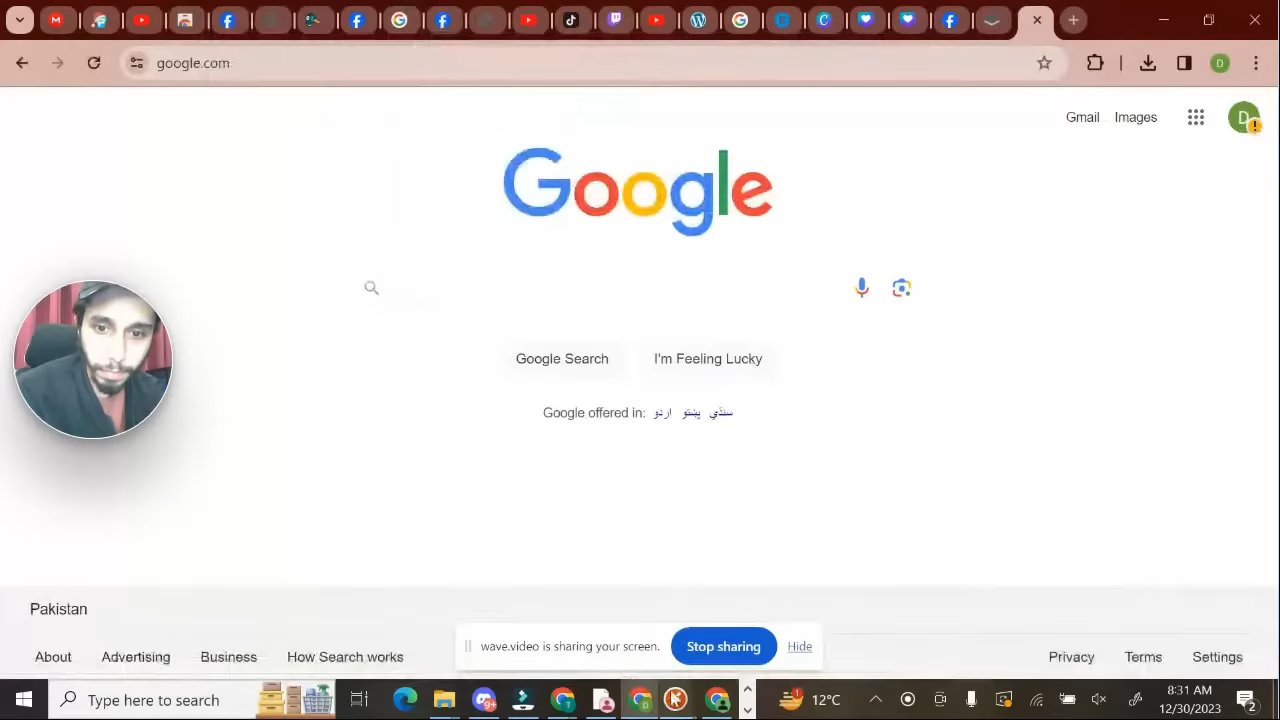 google.com
D
Gmail Images
D
Google
Google Search I'm Feeling Lucky
Google offered in: اردو پښتو سنڌي
Pakistan
wave.video is sharing your screen. Stop sharing Hide
About Advertising Business How Search works Privacy Terms Settings
Type here to search
12°C
8:31 AM
12/30/2023
2